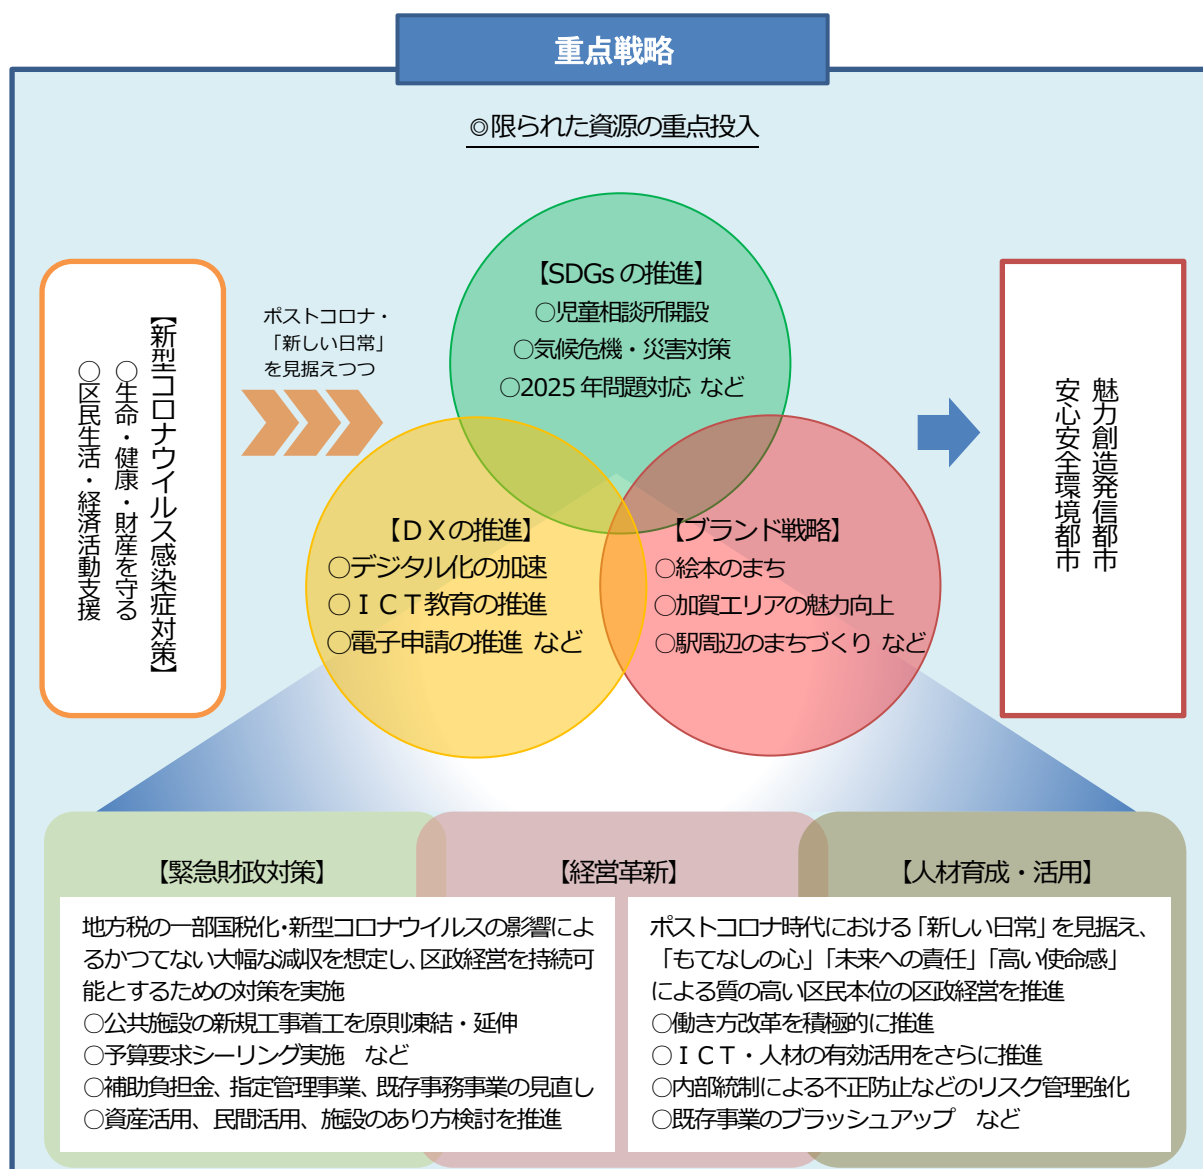 重点戦略
◎限られた資源の重点投入
【新型コロナウイルス感染症対策】
○生命・健康・財産を守る
○区民生活・経済活動支援
ポストコロナ・
「新しい日常」
を見据えつつ
【SDGs の推進】
○児童相談所開設
○気候危機・災害対策
○2025 年問題対応 など
【ＤＸの推進】
○デジタル化の加速
○ＩＣＴ教育の推進
○電子申請の推進 など
【ブランド戦略】
○絵本のまち
○加賀エリアの魅力向上
○駅周辺のまちづくり など
魅力創造発信都市
安心安全環境都市
【緊急財政対策】
【経営革新】
【人材育成・活用】
地方税の一部国税化・新型コロナウイルスの影響によ
るかつてない大幅な減収を想定し、区政経営を持続可
能とするための対策を実施
○公共施設の新規工事着工を原則凍結・延伸
○予算要求シーリング実施　など
○補助負担金、指定管理事業、既存事務事業の見直し
○資産活用、民間活用、施設のあり方検討を推進
ポストコロナ時代における「新しい日常」を見据え、
「もてなしの心」「未来への責任」「高い使命感」
による質の高い区民本位の区政経営を推進
○働き方改革を積極的に推進
○ＩＣＴ・人材の有効活用をさらに推進
○内部統制による不正防止などのリスク管理強化
○既存事業のブラッシュアップ　など